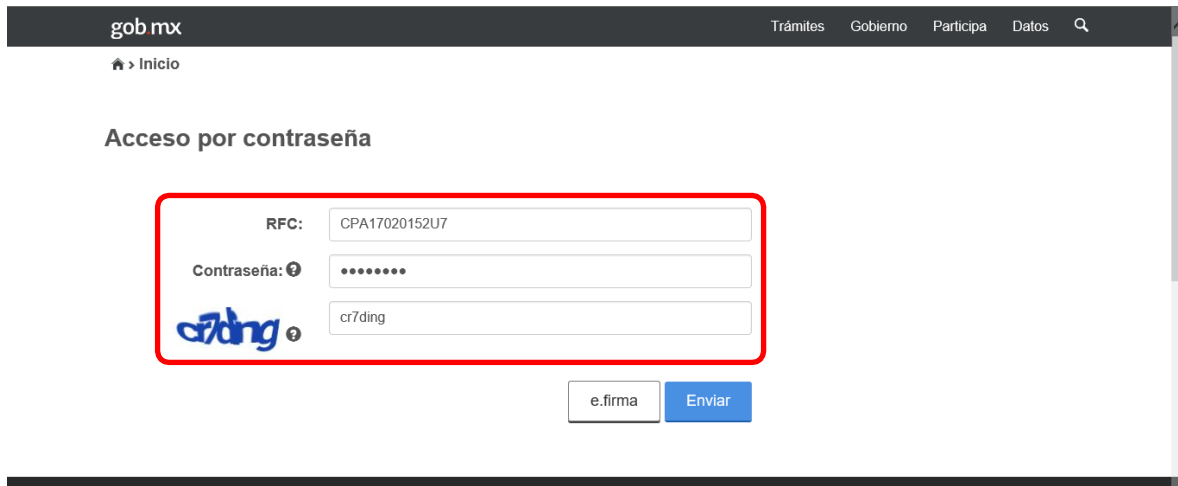 gob.mx Trámites Gobierno Participa Datos
> Inicio
Acceso por contraseña
RFC: CPA17020152U7
Contraseña: ? ••••••••
cr7ding ? cr7ding
e.firma Enviar